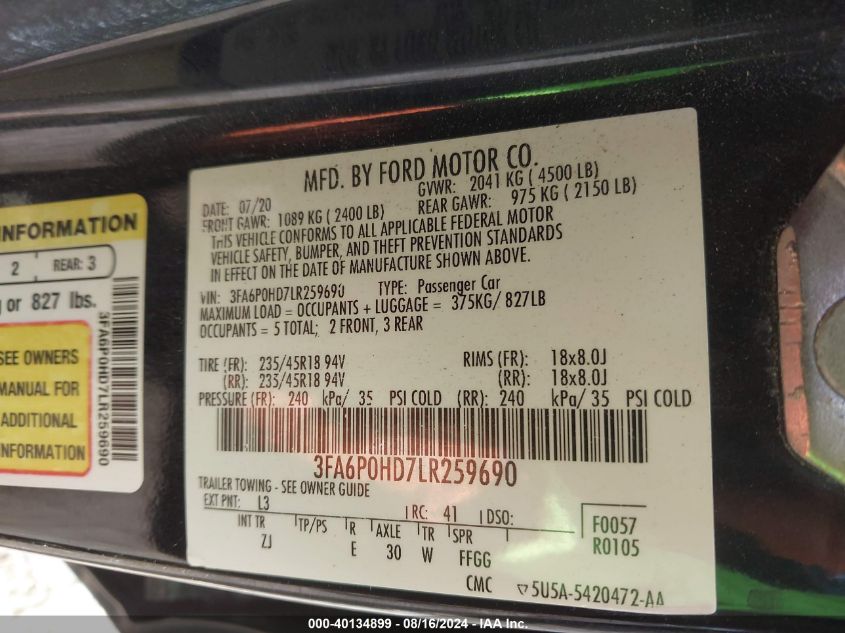 INFORMATION
2 REAR: 3
or 827 lbs.
SEE OWNERS
MANUAL FOR
ADDITIONAL
INFORMATION
3FA6P0HD7LR259690
MFD. BY FORD MOTOR CO.
DATE: 07/20 GVWR: 2041 KG ( 4500 LB)
FRONT GAWR: 1089 KG ( 2400 LB) REAR GAWR: 975 KG ( 2150 LB)
THIS VEHICLE CONFORMS TO ALL APPLICABLE FEDERAL MOTOR
VEHICLE SAFETY, BUMPER, AND THEFT PREVENTION STANDARDS
IN EFFECT ON THE DATE OF MANUFACTURE SHOWN ABOVE.
VIN: 3FA6P0HD7LR259690 TYPE: Passenger Car
MAXIMUM LOAD = OCCUPANTS + LUGGAGE = 375KG/ 827LB
OCCUPANTS = 5 TOTAL; 2 FRONT, 3 REAR
TIRE (FR): 235/45R18 94V RIMS (FR): 18x8.0J
(RR): 235/45R18 94V (RR): 18x8.0J
PRESSURE (FR): 240 kPa/ 35 PSI COLD (RR): 240 kPa/ 35 PSI COLD
3FA6P0HD7LR259690
TRAILER TOWING - SEE OWNER GUIDE
EXT PNT: L3 RC: 41 DSO: F0057
INT TR TP/PS R AXLE TR SPR R0105
ZJ E 30 W FFGG
CMC 5U5A-5420472-AA
000-40134899 - 08/16/2024 - Copyright © 2024 IAA, Inc. All Rights Reserved.